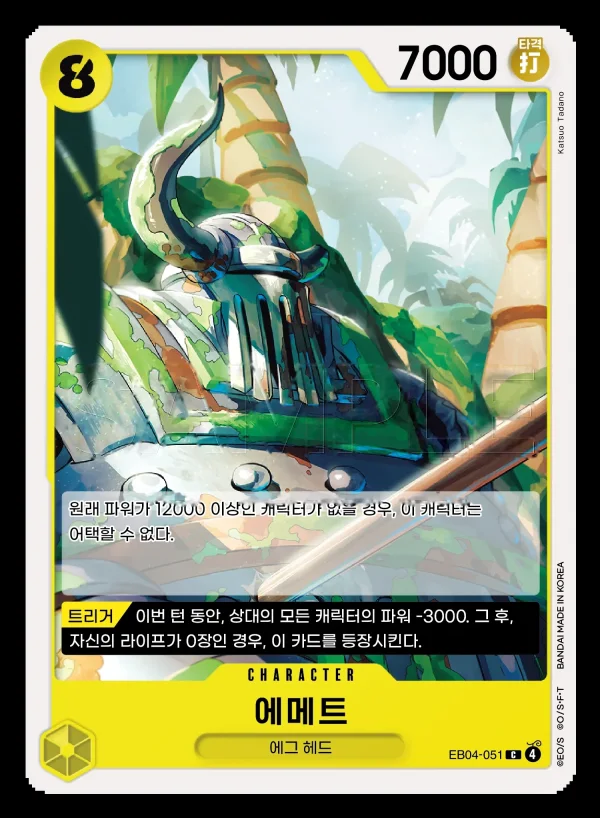 8
7000
타격
打
Katsuo Tadano
SAMPLE
원래 파워가 12000 이상인 캐릭터가 없을 경우, 이 캐릭터는
어택할 수 없다.
트리거 이번 턴 동안, 상대의 모든 캐릭터의 파워 -3000. 그 후,
자신의 라이프가 0장인 경우, 이 카드를 등장시킨다.
CHARACTER
에메트
에그 헤드
EB04-051 C 4
©EO/S ©O/S·F·T BANDAI MADE IN KOREA